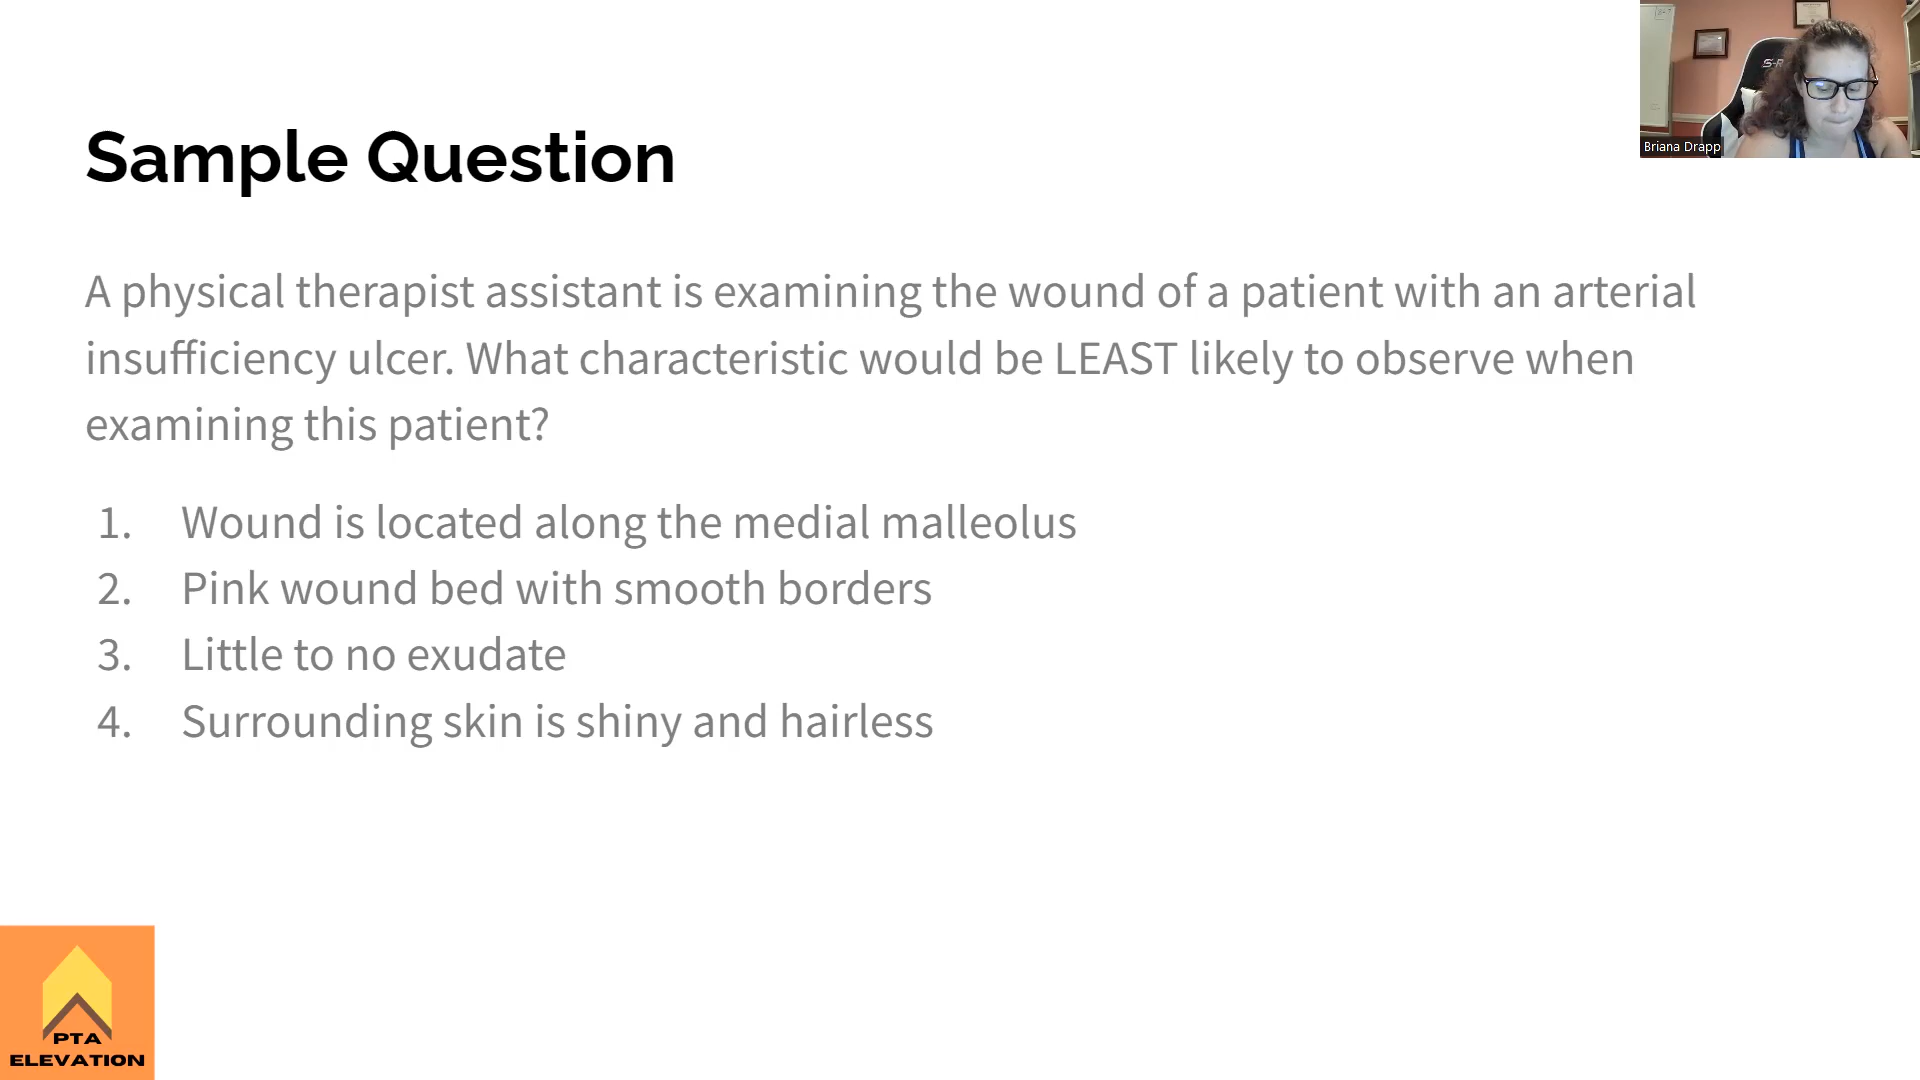 Sample Question
A physical therapist assistant is examining the wound of a patient with an arterial
insufficiency ulcer. What characteristic would be LEAST likely to observe when
examining this patient?
1. Wound is located along the medial malleolus
2. Pink wound bed with smooth borders
3. Little to no exudate
4. Surrounding skin is shiny and hairless
Briana Drapp
PTA
ELEVATION